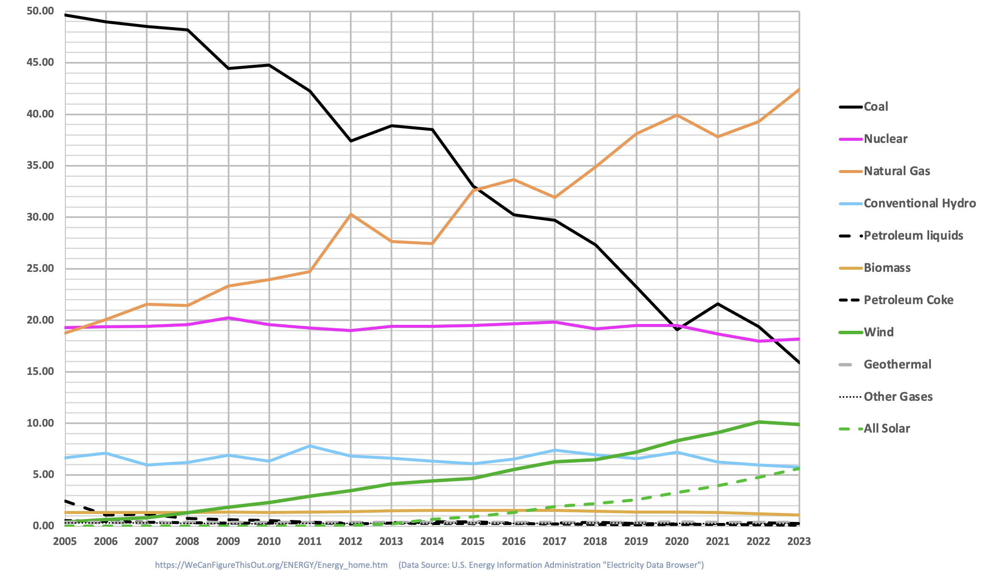 50.00
45.00
40.00
35.00
30.00
25.00
20.00
15.00
10.00
5.00
0.00
2005 2006 2007 2008 2009 2010 2011 2012 2013 2014 2015 2016 2017 2018 2019 2020 2021 2022 2023
Coal
Nuclear
Natural Gas
Conventional Hydro
Petroleum liquids
Biomass
Petroleum Coke
Wind
Geothermal
Other Gases
All Solar
https://WeCanFigureThisOut.org/ENERGY/Energy_home.htm (Data Source: U.S. Energy Information Administration "Electricity Data Browser")